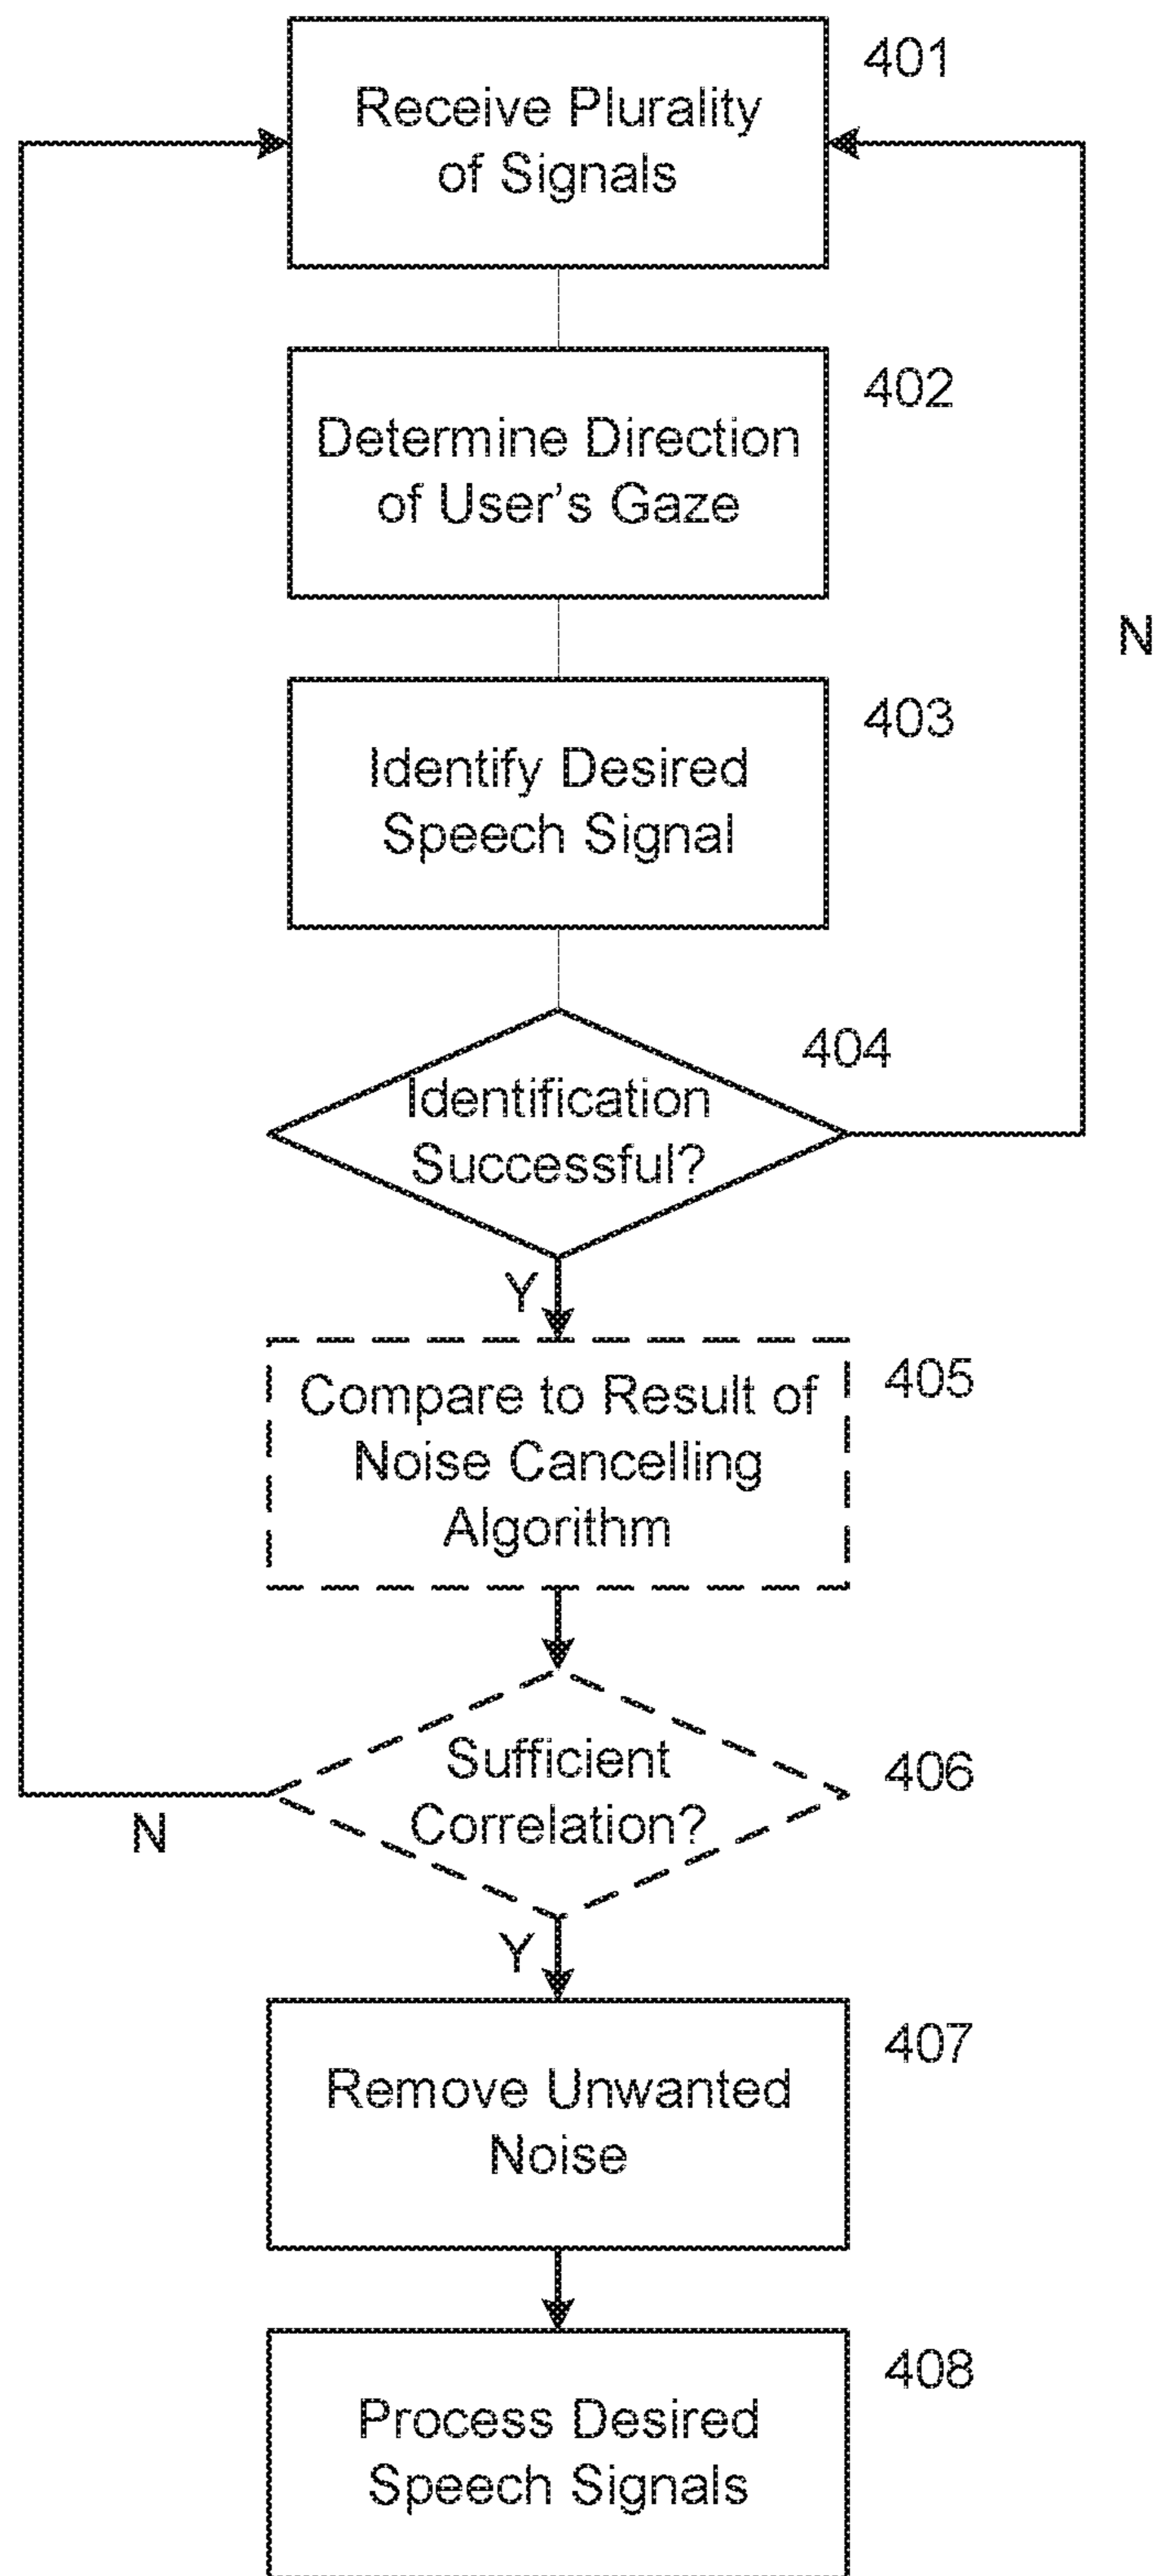 401
Receive Plurality
of Signals
402
Determine Direction
of User's Gaze
N
403
Identify Desired
Speech Signal
404
Identification
Successful?
Y
405
Compare to Result of
Noise Cancelling
Algorithm
406
Sufficient
Correlation?
N
Y
407
Remove Unwanted
Noise
408
Process Desired
Speech Signals